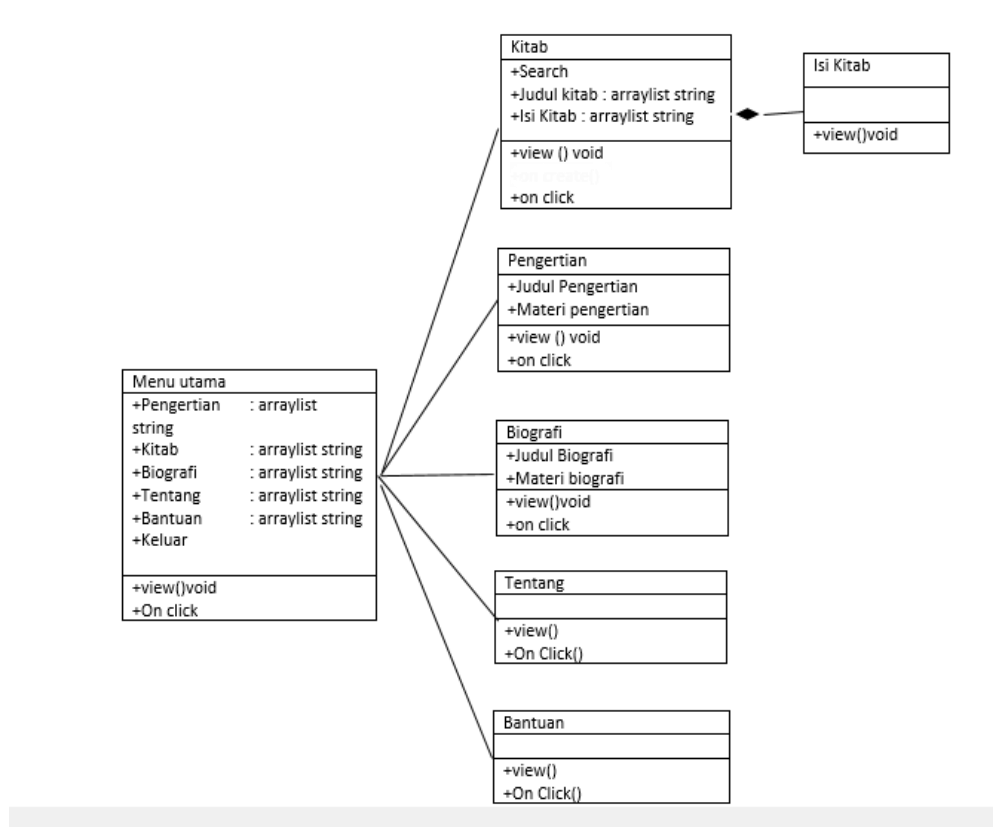 Kitab
+Search
+Judul kitab : arraylist string
+Isi Kitab : arraylist string
+view () void
+on click
Isi Kitab
+view()void
Pengertian
+Judul Pengertian
+Materi pengertian
+view () void
+on click
Menu utama
+Pengertian : arraylist
string
+Kitab : arraylist string
+Biografi : arraylist string
+Tentang : arraylist string
+Bantuan : arraylist string
+Keluar
+view()void
+On click
Biografi
+Judul Biografi
+Materi biografi
+view()void
+on click
Tentang
+view()
+On Click()
Bantuan
+view()
+On Click()